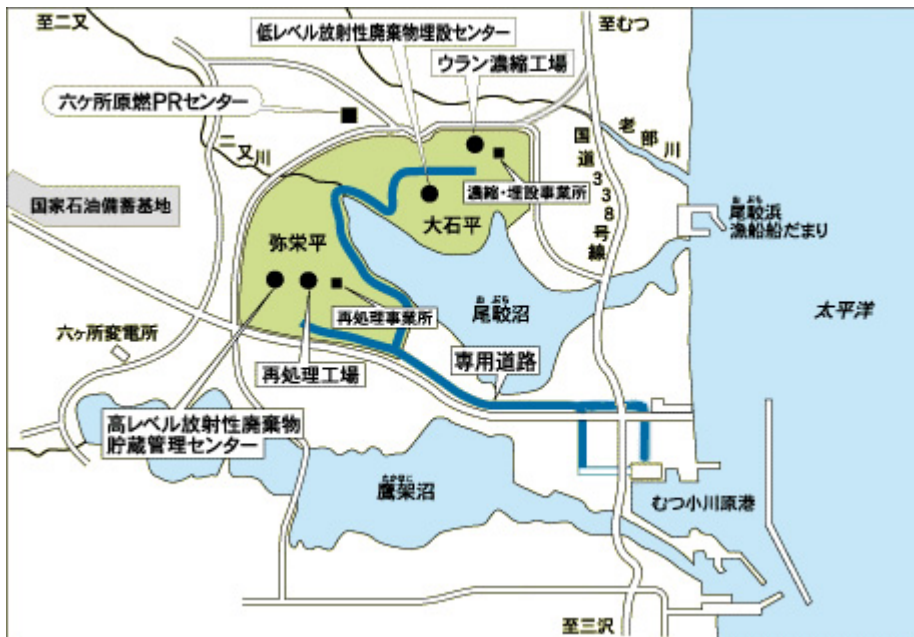 至二又
低レベル放射性廃棄物埋設センター
至むつ
ウラン濃縮工場
六ヶ所原燃PRセンター
老部川
二又川
国道338号線
濃縮・埋設事業所
国家石油備蓄基地
大石平
おぶち
尾駮浜
漁船船だまり
弥栄平
おぶち
尾駮沼
太平洋
再処理事業所
六ヶ所変電所
専用道路
再処理工場
高レベル放射性廃棄物
貯蔵管理センター
たかほこ
鷹架沼
むつ小川原港
至三沢